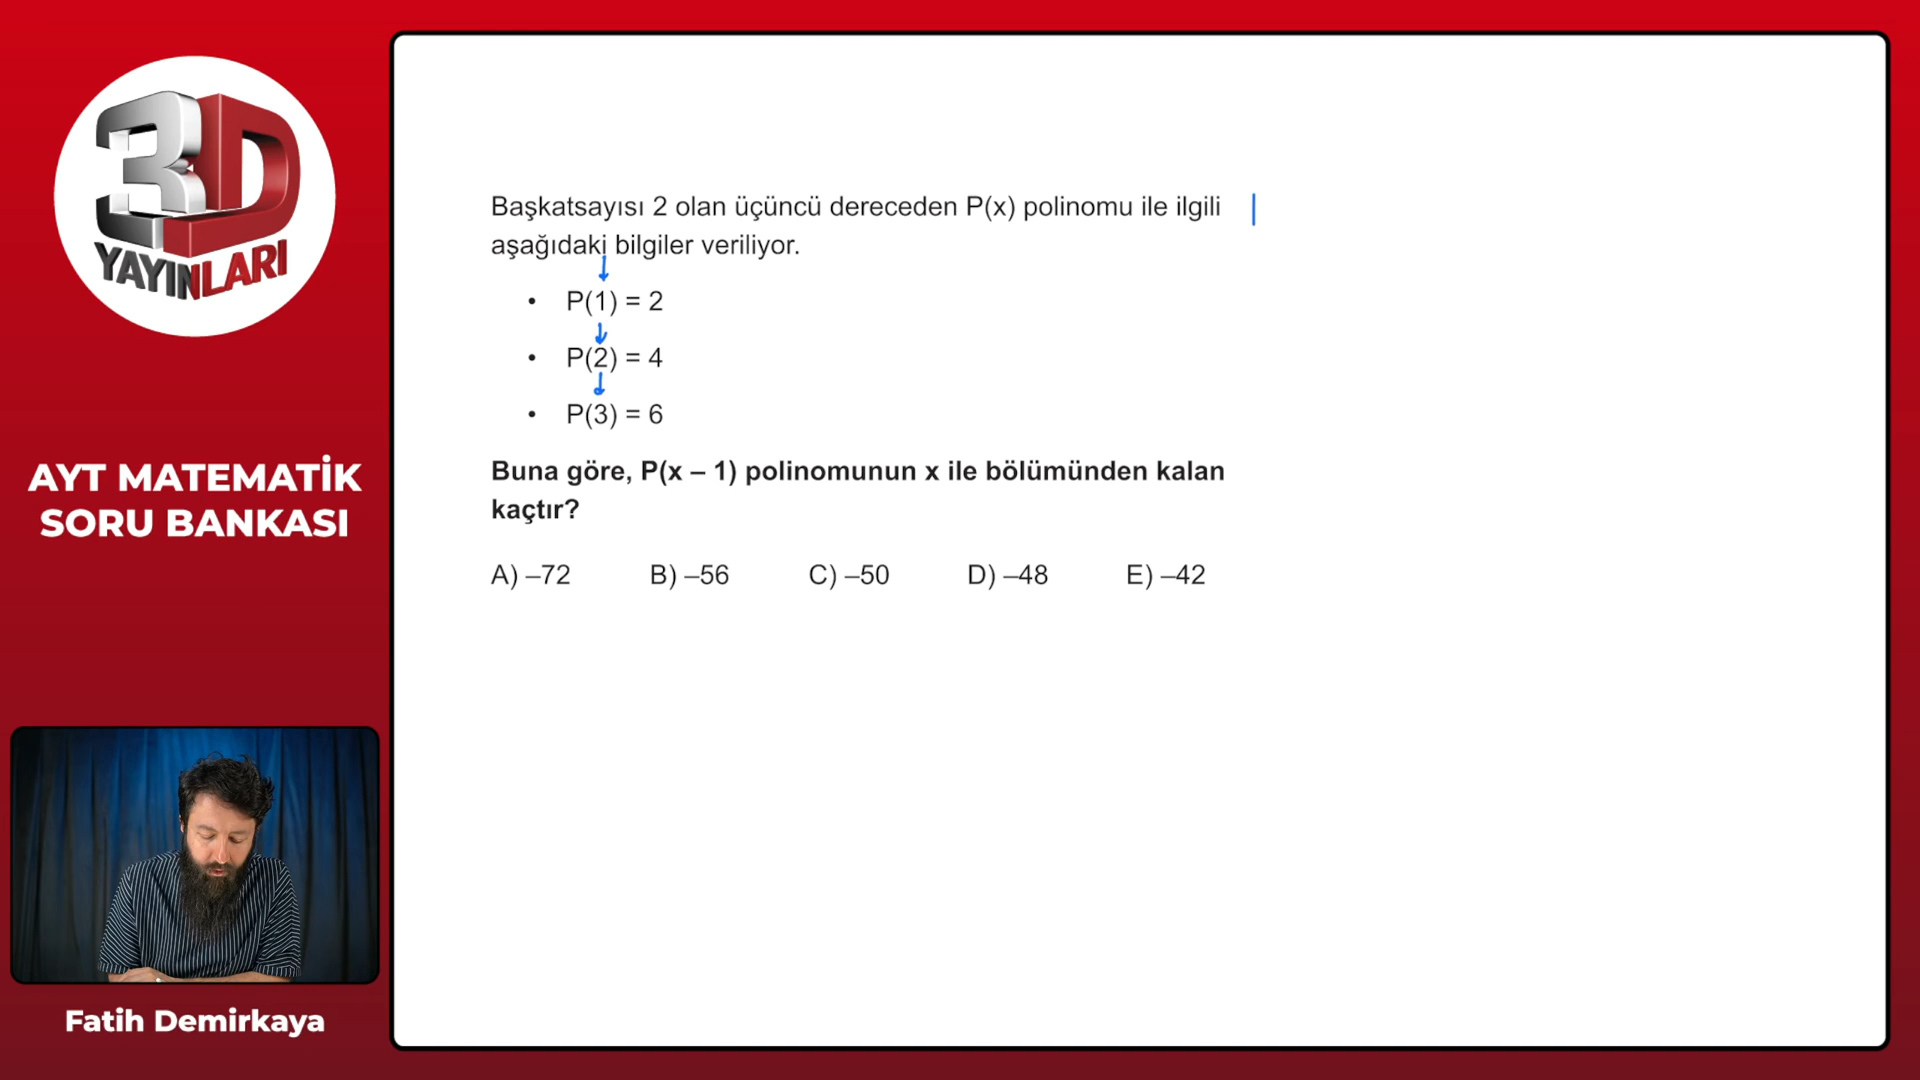 3D
YAYINLARI
AYT MATEMATİK
SORU BANKASI
Fatih Demirkaya
Başkatsayısı 2 olan üçüncü dereceden P(x) polinomu ile ilgili
aşağıdaki bilgiler veriliyor.
• P(1) = 2
• P(2) = 4
• P(3) = 6
Buna göre, P(x – 1) polinomunun x ile bölümünden kalan
kaçtır?
A) –72 B) –56 C) –50 D) –48 E) –42